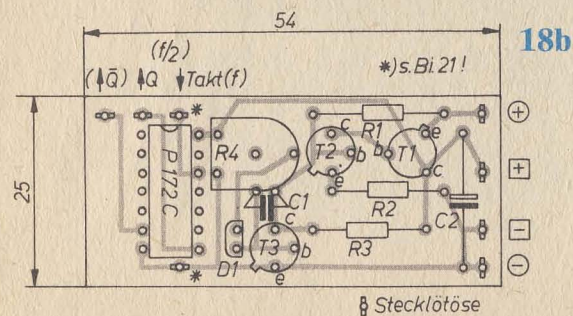 54
18b
(f/2)
*) s. Bi. 21!
(↑Q̄) ↑Q ↓Takt(f)
*
25
P 172 C
R4
T2
c
b
e
R1
T1
e
b
c
C1
R2
C2
D1
T3
c
b
e
R3
*
+
+
−
−
Stecklötöse